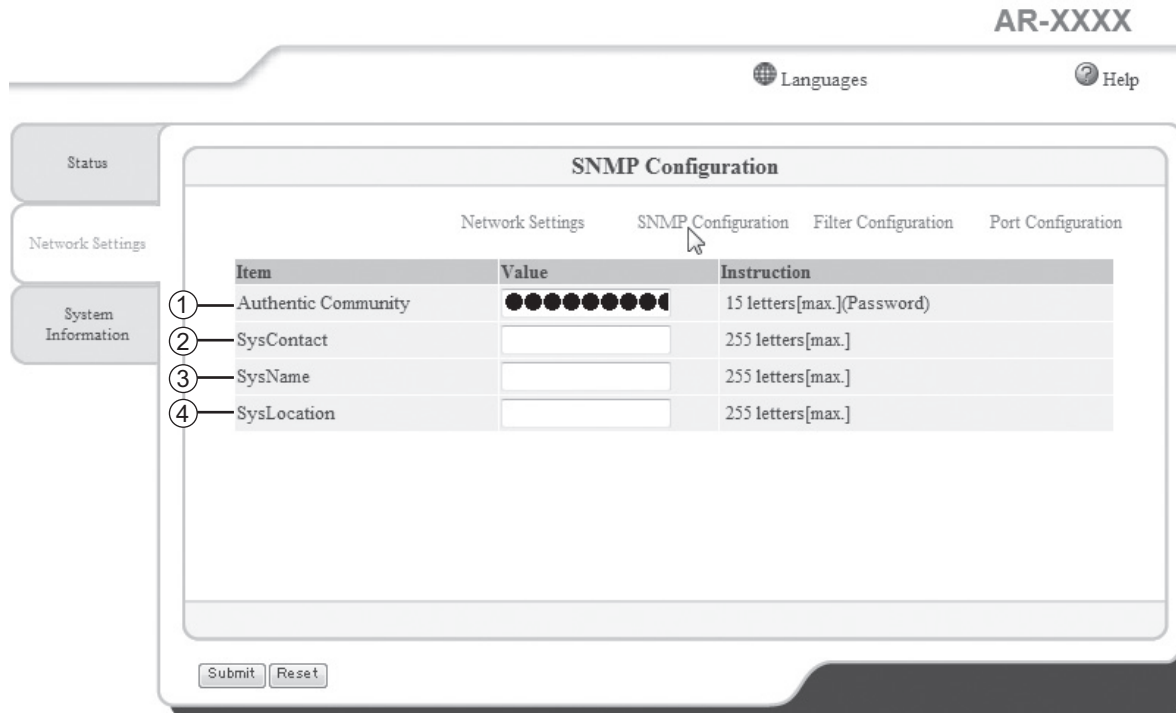 AR-XXXX
Languages
Help
Status
Network Settings
System
Information
SNMP Configuration
Network Settings SNMP Configuration Filter Configuration Port Configuration
Item Value Instruction
1 Authentic Community ●●●●●●●●● 15 letters[max.](Password)
2 SysContact 255 letters[max.]
3 SysName 255 letters[max.]
4 SysLocation 255 letters[max.]
Submit Reset